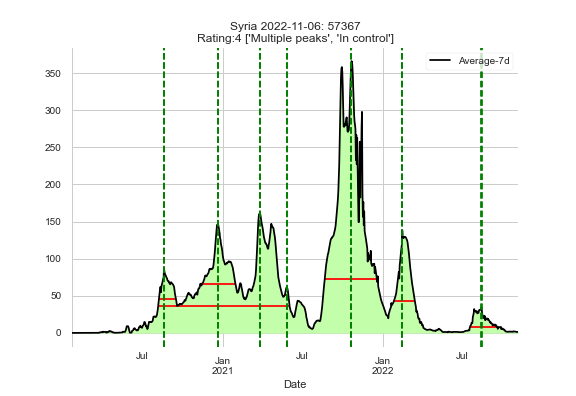 Syria 2022-11-06: 57367
Rating:4 ['Multiple peaks', 'In control']
Average-7d
350
300
250
200
150
100
50
0
Jul
Jan
2021
Jul
Jan
2022
Jul
Date